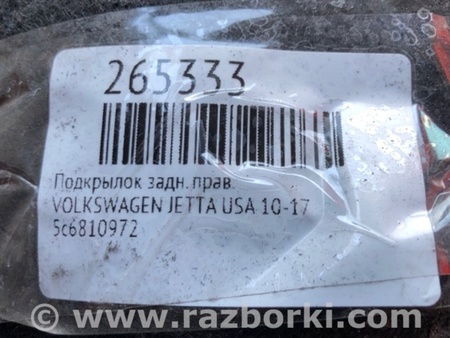 265333
Подкрылок задн. прав.
VOLKSWAGEN JETTA USA 10-17
5c6810972
www.razborki.com